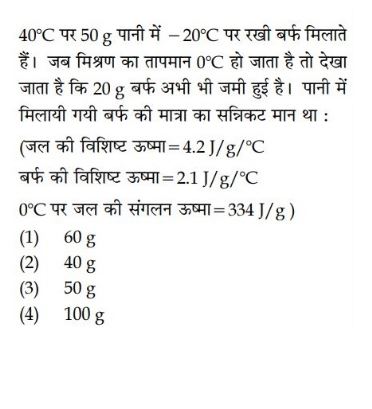 40°C पर 50 g पानी में – 20°C पर रखी बर्फ मिलाते
हैं। जब मिश्रण का तापमान 0°C हो जाता है तो देखा
जाता है कि 20 g बर्फ अभी भी जमी हुई है। पानी में
मिलायी गयी बर्फ की मात्रा का सन्निकट मान था :
(जल की विशिष्ट ऊष्मा=4.2 J/g/°C
बर्फ की विशिष्ट ऊष्मा=2.1 J/g/°C
0°C पर जल की संगलन ऊष्मा=334 J/g)
(1) 60 g
(2) 40 g
(3) 50 g
(4) 100 g